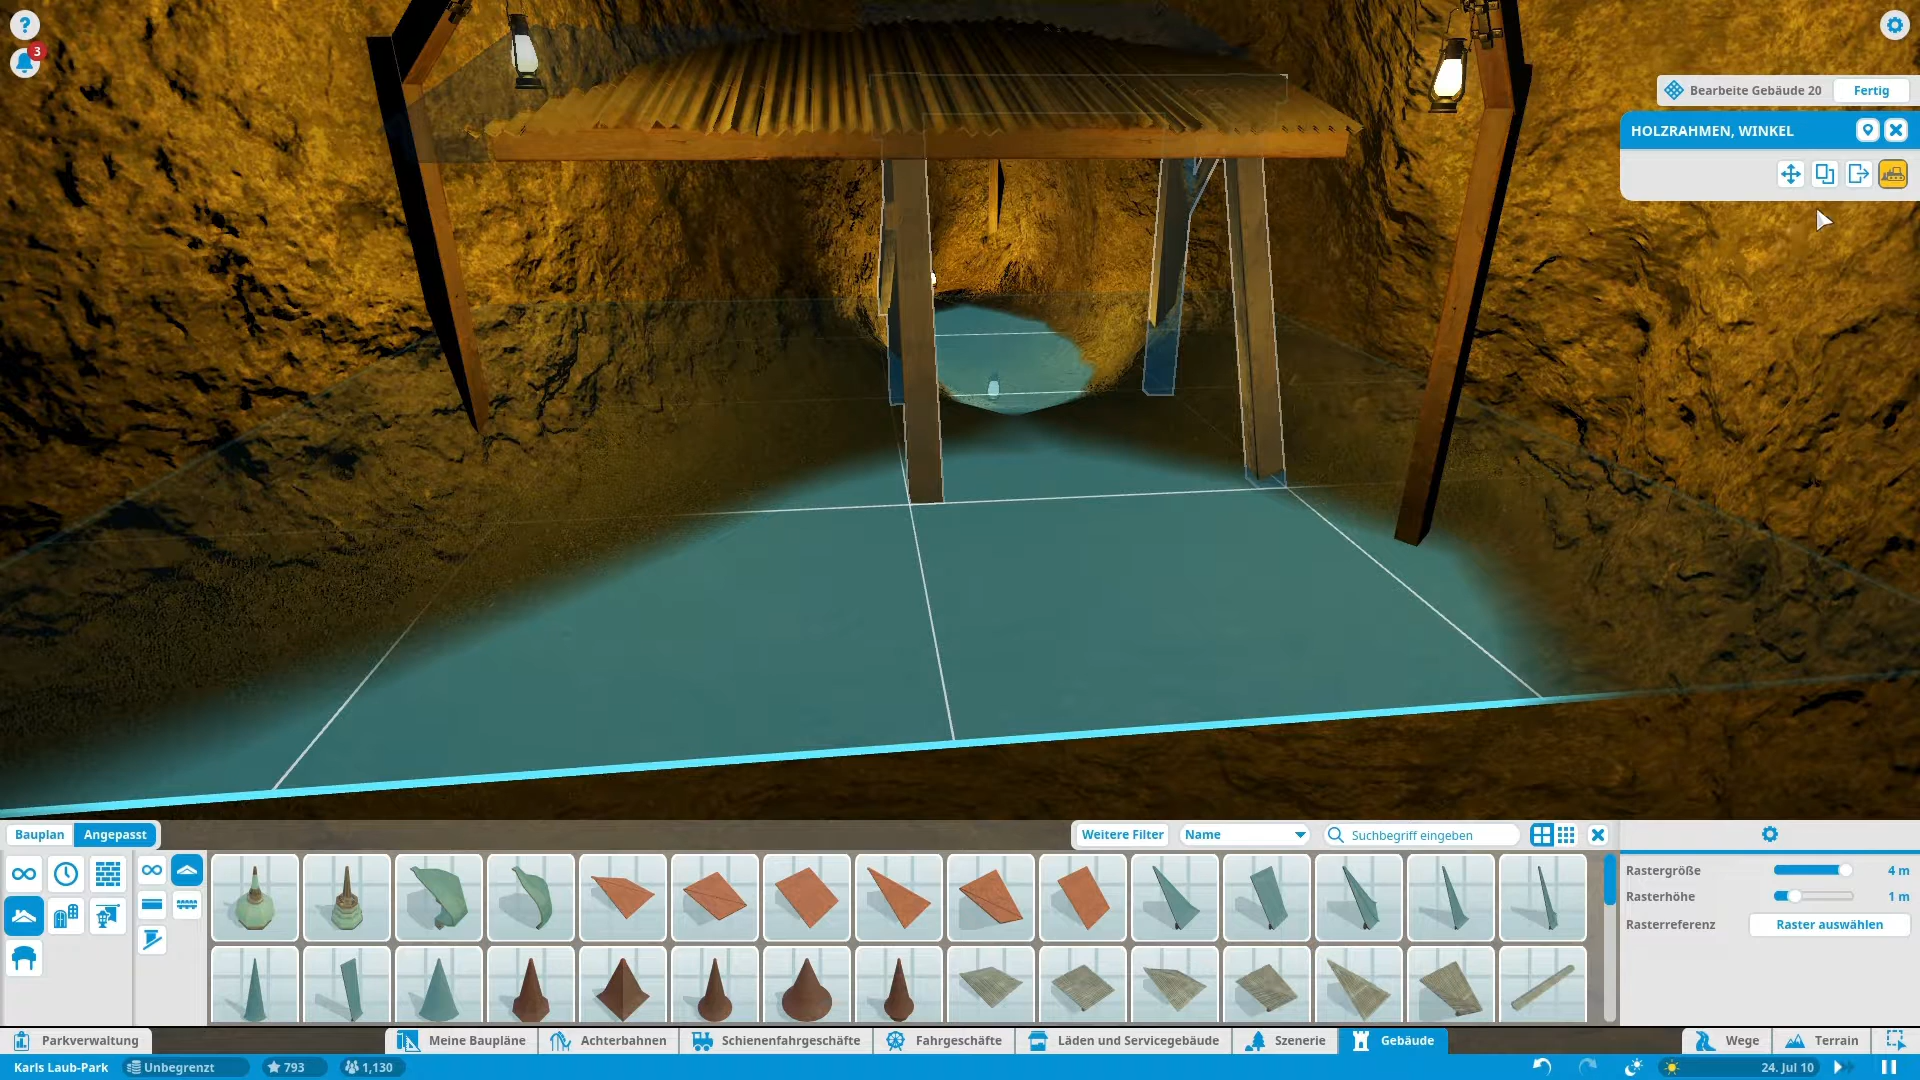 ?
3
Bearbeite Gebäude 20
Fertig
HOLZRAHMEN, WINKEL
Bauplan
Angepasst
Weitere Filter
Name
Suchbegriff eingeben
Rastergröße
4 m
Rasterhöhe
1 m
Rasterreferenz
Raster auswählen
Parkverwaltung
Meine Baupläne
Achterbahnen
Schienenfahrgeschäfte
Fahrgeschäfte
Läden und Servicegebäude
Szenerie
Gebäude
Wege
Terrain
Karls Laub-Park
Unbegrenzt
793
1,130
24. Jul 10